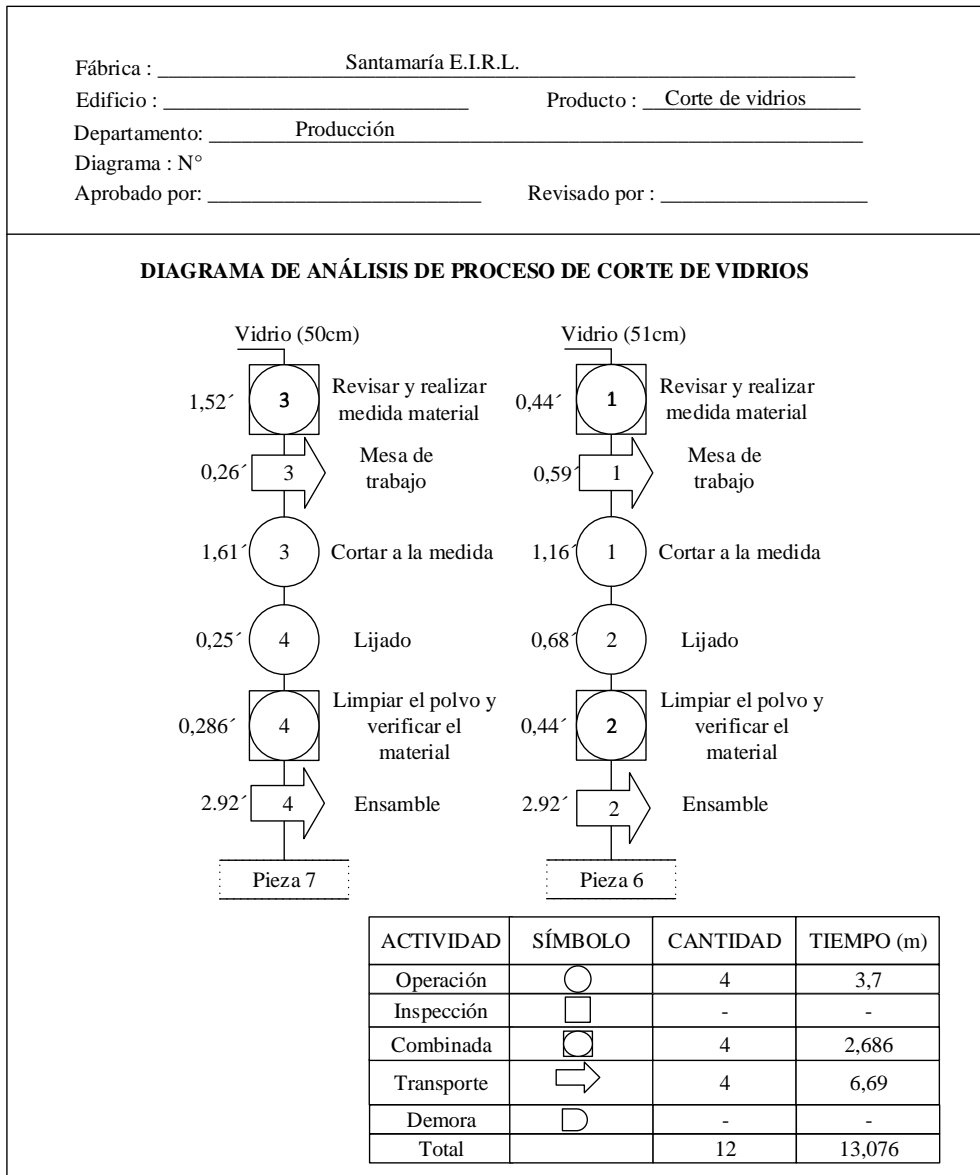 Fábrica : Santamaría E.I.R.L.
Edificio : Producto : Corte de vidrios
Departamento: Producción
Diagrama : N°
Aprobado por: Revisado por :
DIAGRAMA DE ANÁLISIS DE PROCESO DE CORTE DE VIDRIOS
Vidrio (50cm)
1,52´ 3 Revisar y realizar
medida material
0,26´ 3 Mesa de
trabajo
1,61´ 3 Cortar a la medida
0,25´ 4 Lijado
0,286´ 4 Limpiar el polvo y
verificar el
material
2.92´ 4 Ensamble
Pieza 7
Vidrio (51cm)
0,44´ 1 Revisar y realizar
medida material
0,59´ 1 Mesa de
trabajo
1,16´ 1 Cortar a la medida
0,68´ 2 Lijado
0,44´ 2 Limpiar el polvo y
verificar el
material
2.92´ 2 Ensamble
Pieza 6
ACTIVIDAD SÍMBOLO CANTIDAD TIEMPO (m)
Operación 4 3,7
Inspección - -
Combinada 4 2,686
Transporte 4 6,69
Demora - -
Total 12 13,076